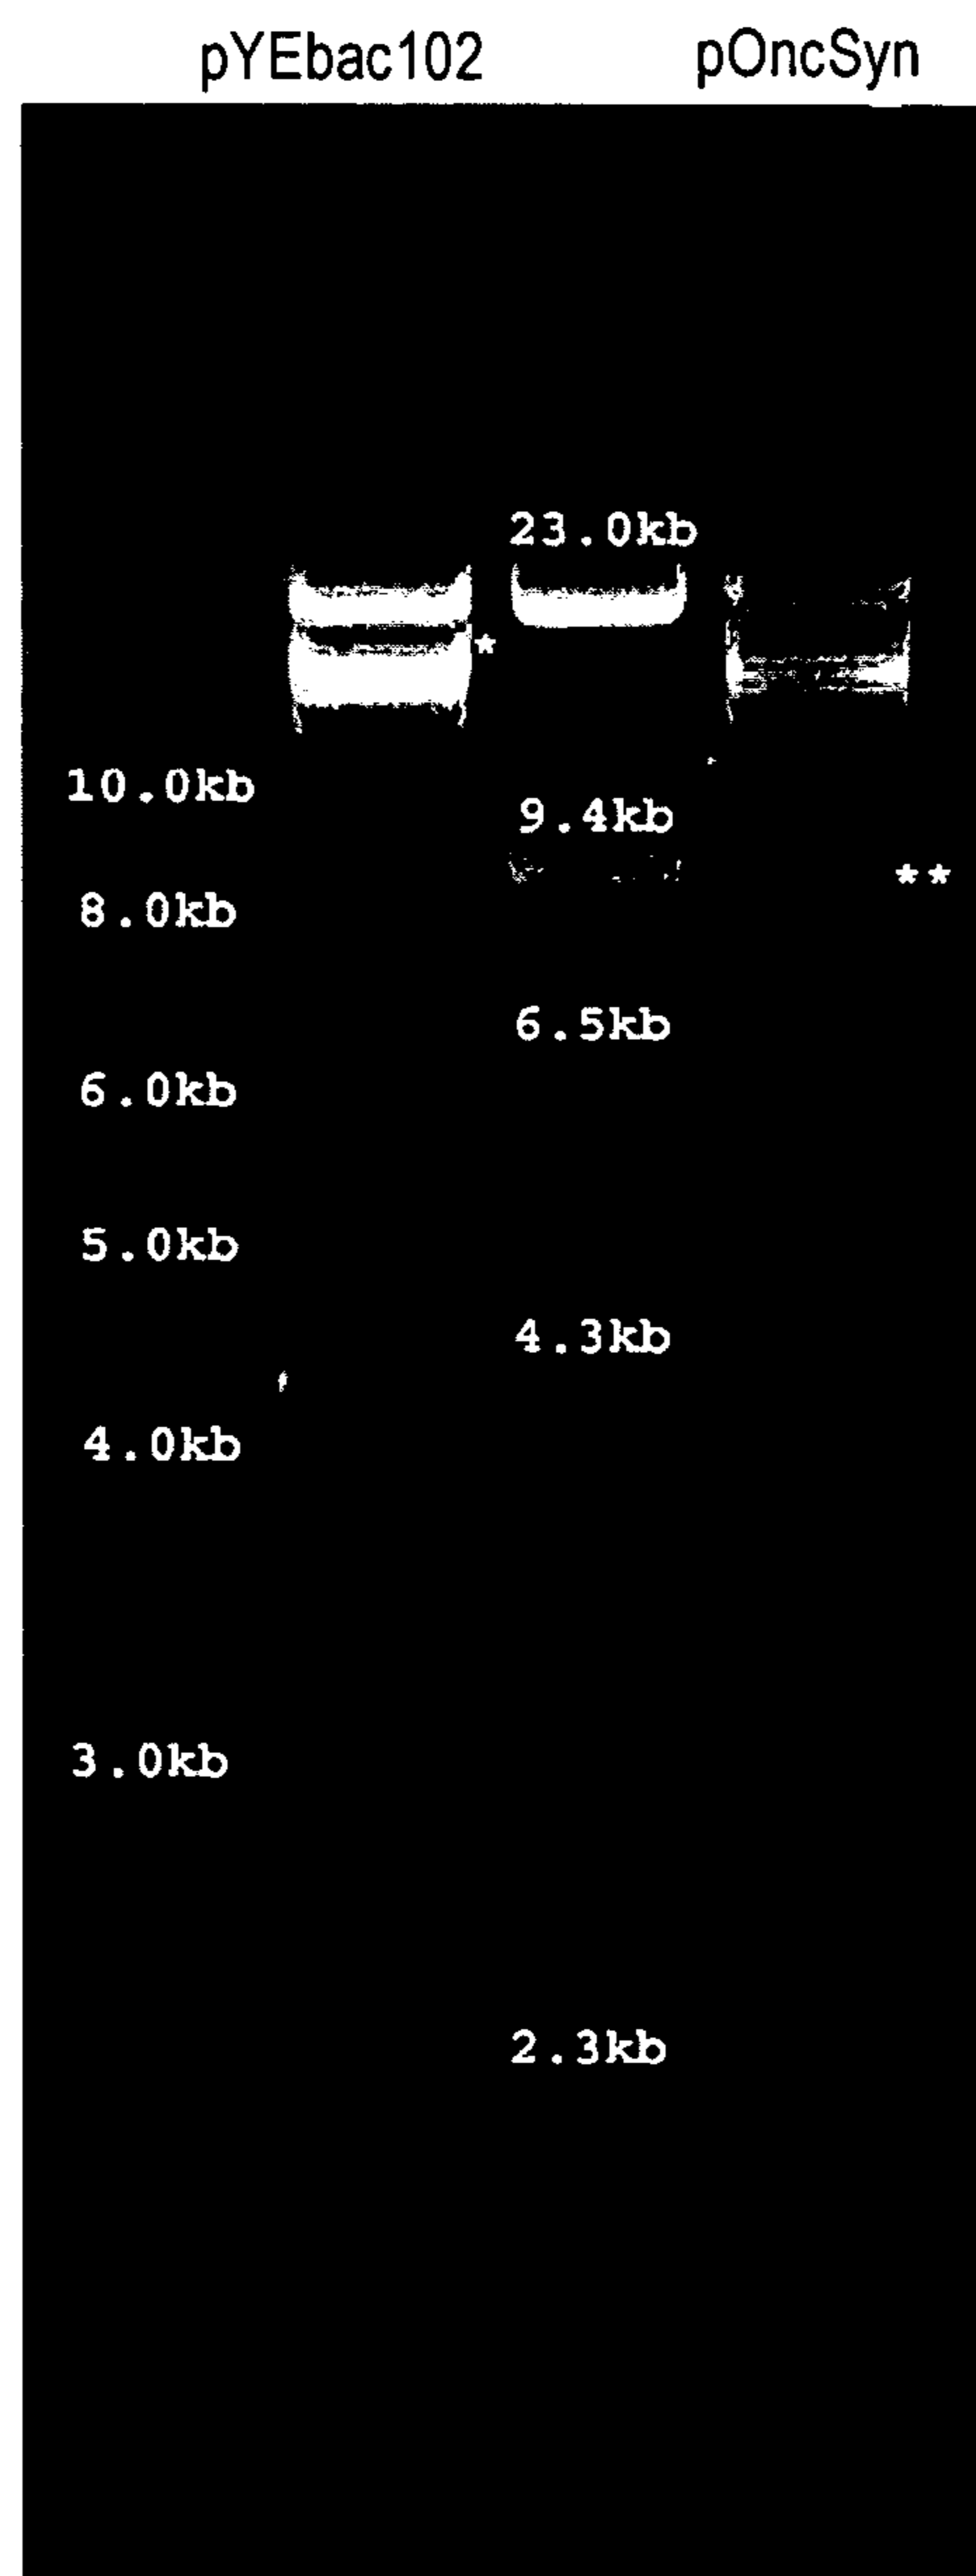 pYEbac102 pOncSyn
23.0kb
*
10.0kb
9.4kb
**
8.0kb
6.5kb
6.0kb
5.0kb
4.3kb
4.0kb
3.0kb
2.3kb